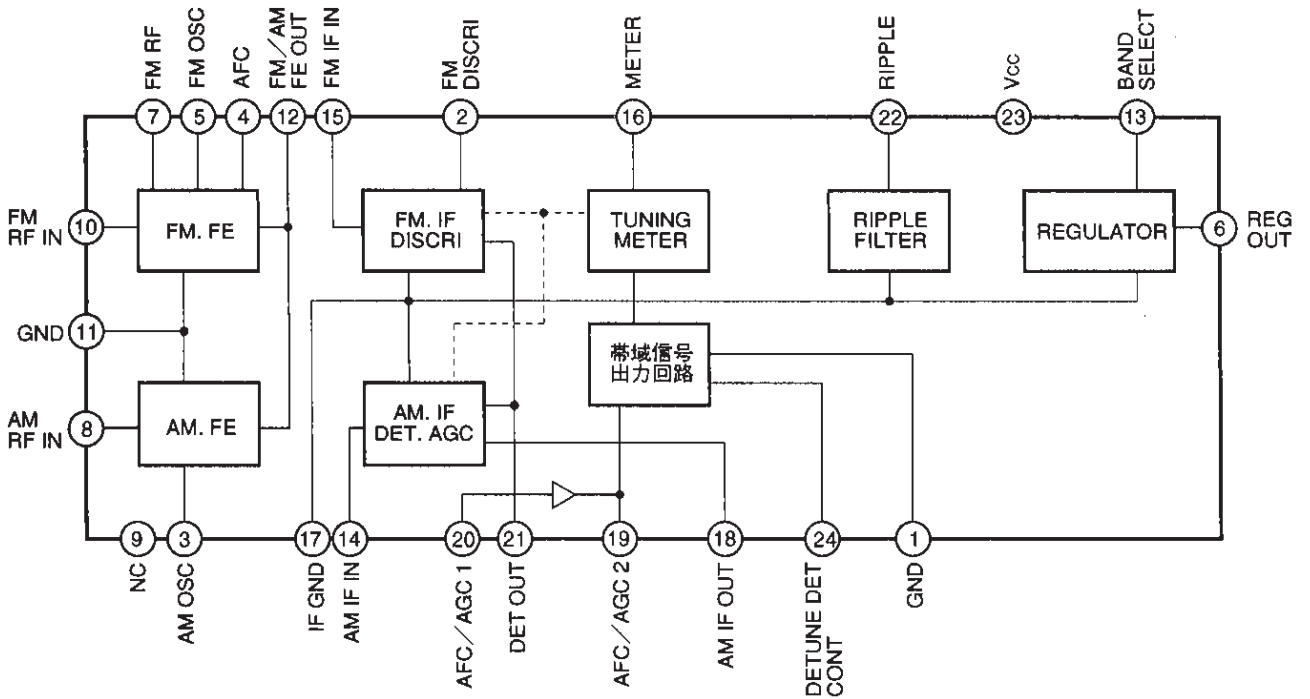 FM RF
FM OSC
AFC
FM/AM
FE OUT
FM IF IN
FM
DISCRI
METER
RIPPLE
Vcc
BAND
SELECT
7
5
4
12
15
2
16
22
23
13
FM
RF IN
10
FM. FE
FM. IF
DISCRI
TUNING
METER
RIPPLE
FILTER
REGULATOR
6
REG
OUT
GND
11
帯域信号
出力回路
AM
RF IN
8
AM. FE
AM. IF
DET. AGC
9
3
17
14
20
21
19
18
24
1
NC
AM OSC
IF GND
AM IF IN
AFC/AGC 1
DET OUT
AFC/AGC 2
AM IF OUT
DETUNE DET
CONT
GND